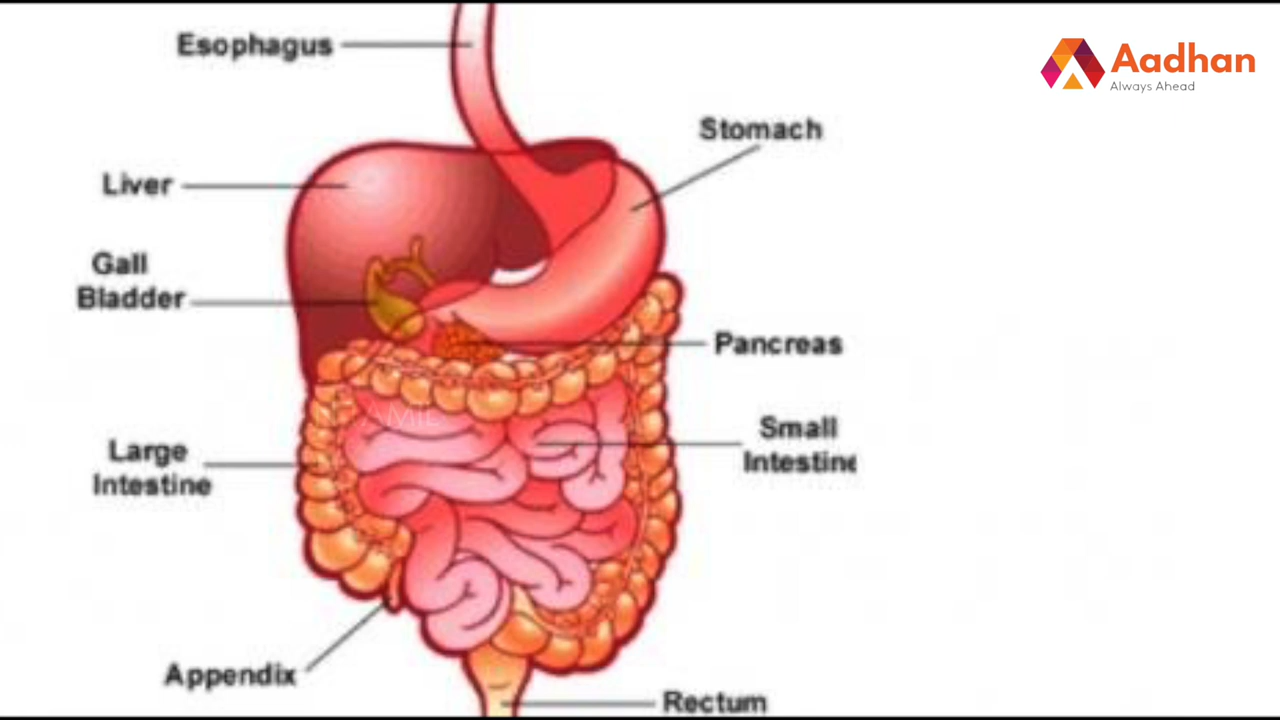 Esophagus
Aadhan
Always Ahead
Stomach
Liver
Gall
Bladder
Pancreas
Small
Intestine
Large
Intestine
Appendix
Rectum